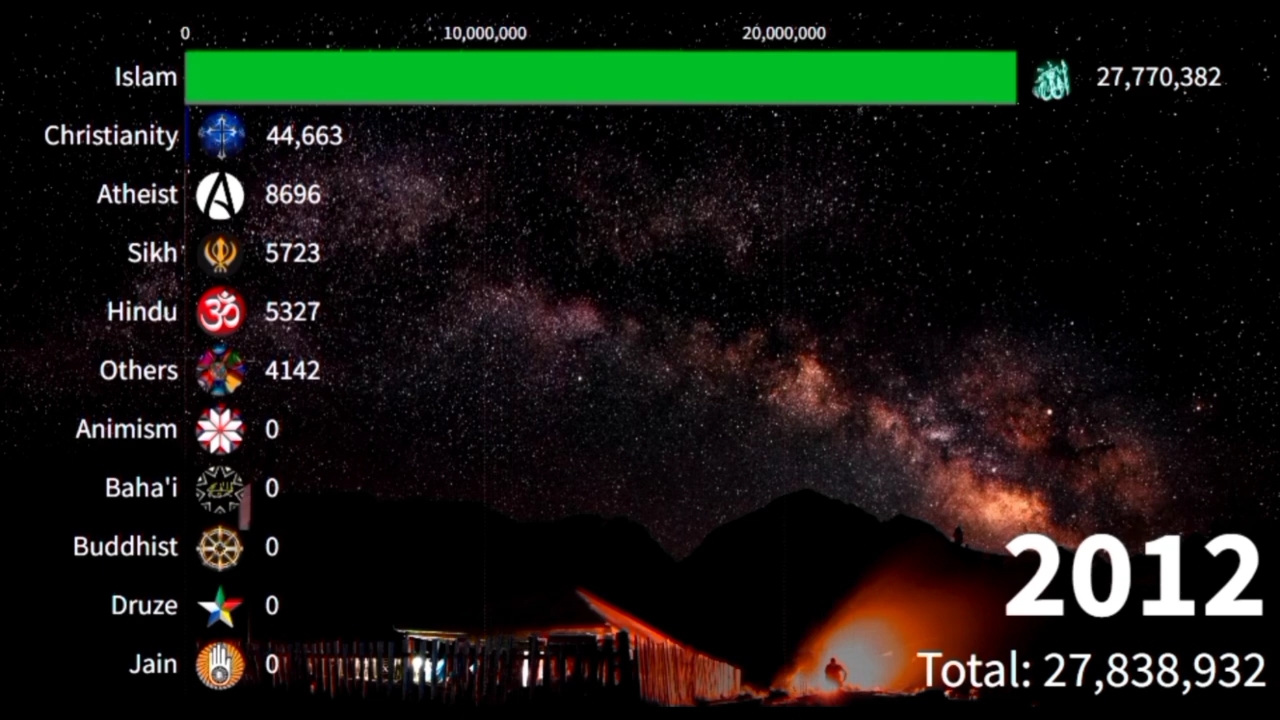 0 10,000,000 20,000,000
Islam 27,770,382
Christianity 44,663
Atheist 8696
Sikh 5723
Hindu 5327
Others 4142
Animism 0
Baha'i 0
Buddhist 0
Druze 0
Jain 0
2012
Total: 27,838,932